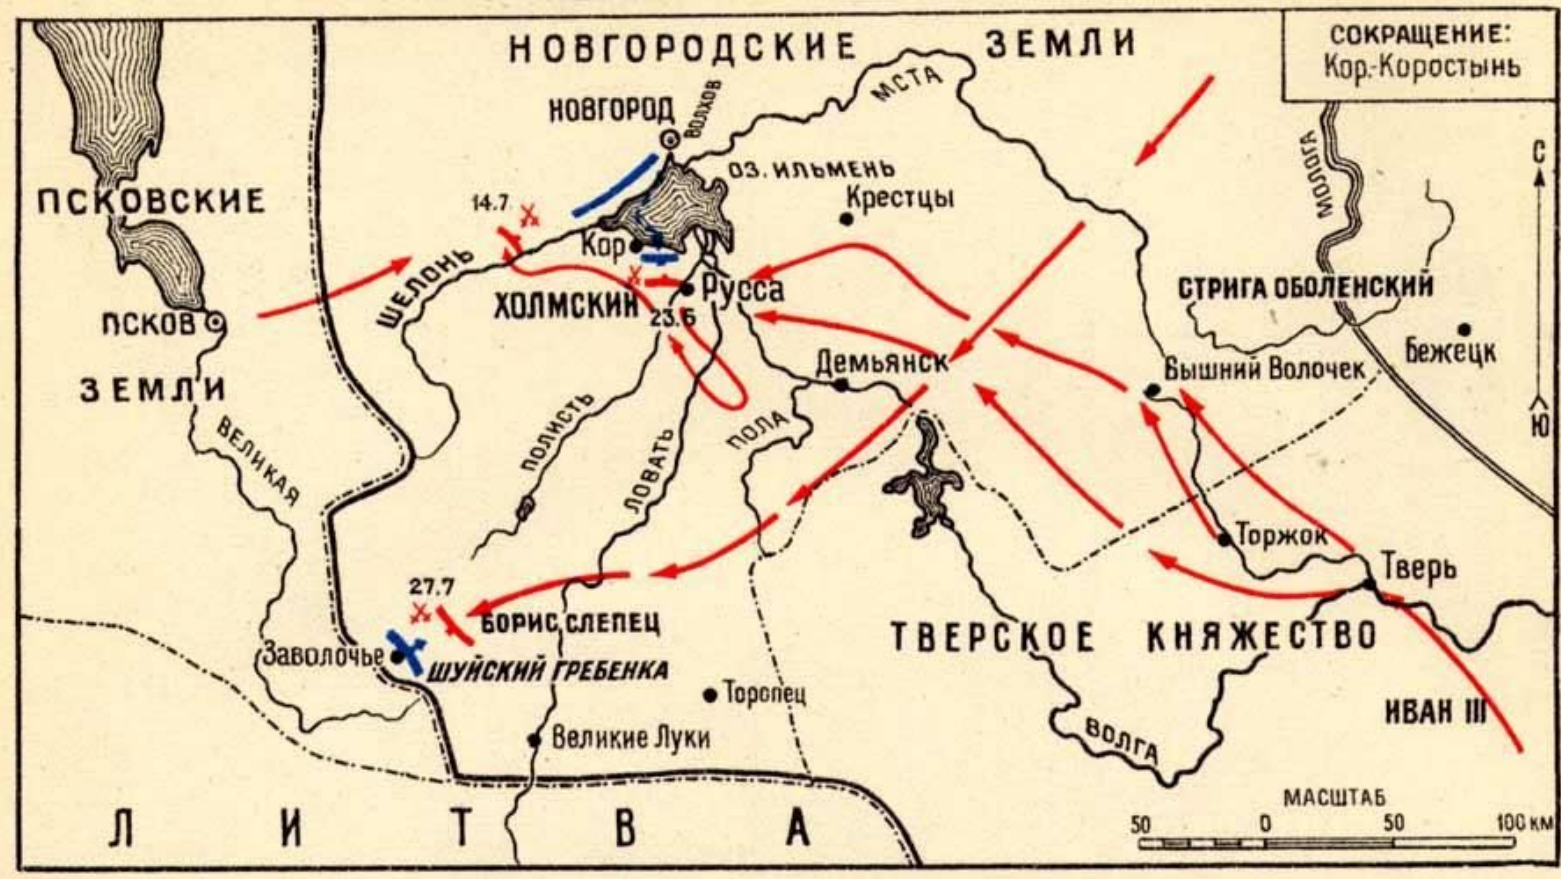 НОВГОРОДСКИЕ ЗЕМЛИ
СОКРАЩЕНИЕ:
Кор.-Коростынь
МСТА
НОВГОРОД
ВОЛХОВ
ОЗ. ИЛЬМЕНЬ
МОЛОГА
С
ПСКОВСКИЕ
14.7
Крестцы
Кор
ШЕЛОНЬ
ХОЛМСКИЙ
Русса
СТРИГА ОБОЛЕНСКИЙ
ПСКОВ
23.6
Бежецк
Демьянск
Вышний Волочек
ЗЕМЛИ
Ю
ВЕЛИКАЯ
ПОЛИСТЬ
ЛОВАТЬ
ПОЛА
Торжок
Тверь
27.7
БОРИС СЛЕПЕЦ
ТВЕРСКОЕ КНЯЖЕСТВО
Заволочье
ШУЙСКИЙ ГРЕБЕНКА
Торопец
ИВАН III
Великие Луки
ВОЛГА
ЛИТВА
МАСШТАБ
50 0 50 100 км